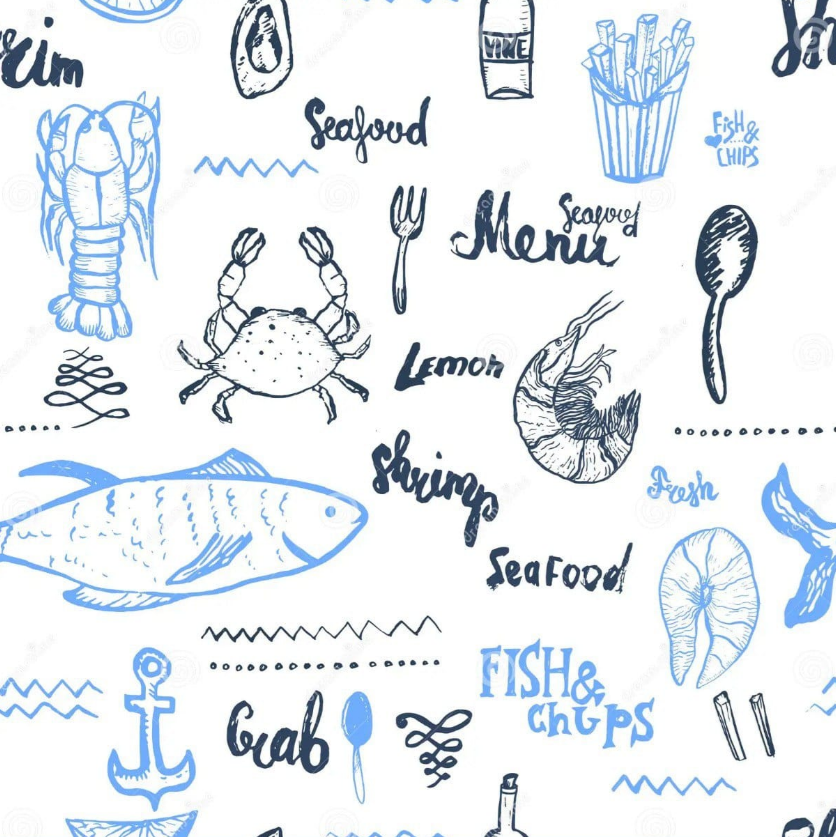 rim
WINE
Seafood
Fish &
CHIPS
Seafood
Menu
Lemon
Shrimp
Fresh
Seafood
FISH &
ChIPS
Crab